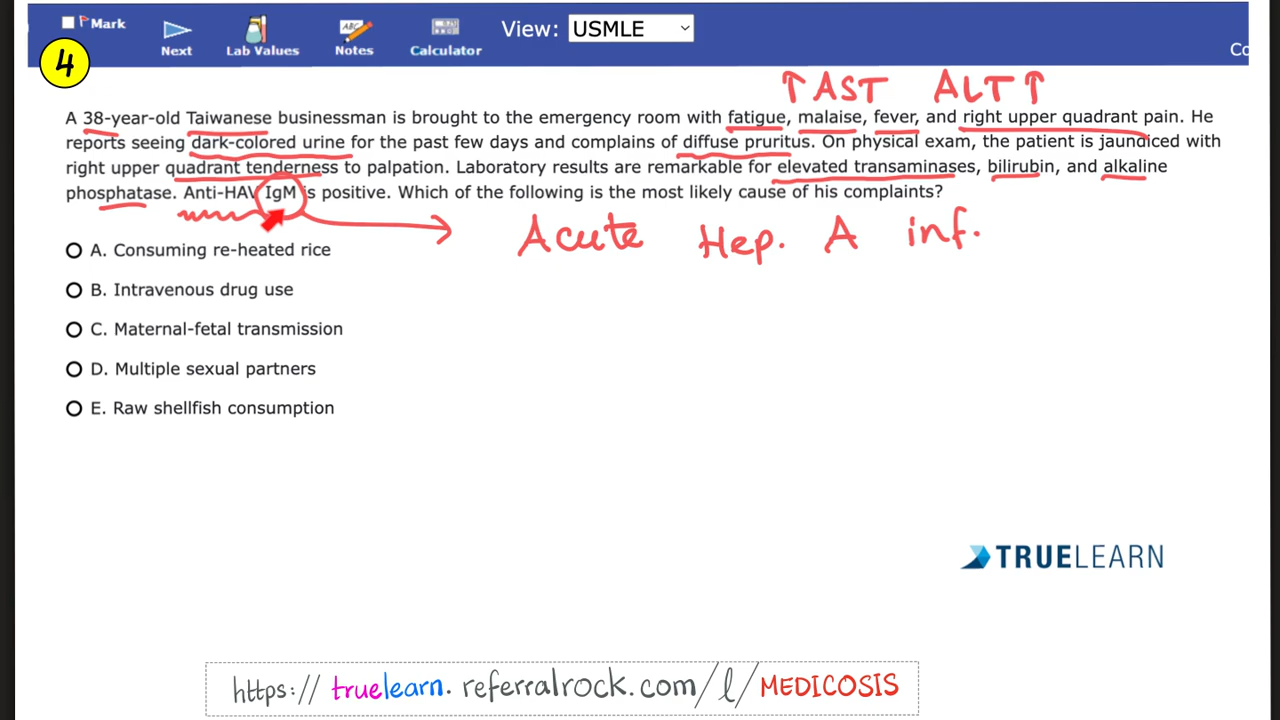 Mark
Next
Lab Values
Notes
Calculator
View:
USMLE
Co
4
↑AST ALT↑
A 38-year-old Taiwanese businessman is brought to the emergency room with fatigue, malaise, fever, and right upper quadrant pain. He
reports seeing dark-colored urine for the past few days and complains of diffuse pruritus. On physical exam, the patient is jaundiced with
right upper quadrant tenderness to palpation. Laboratory results are remarkable for elevated transaminases, bilirubin, and alkaline
phosphatase. Anti-HAV IgM is positive. Which of the following is the most likely cause of his complaints?
Acute Hep. A inf.
A. Consuming re-heated rice
B. Intravenous drug use
C. Maternal-fetal transmission
D. Multiple sexual partners
E. Raw shellfish consumption
TRUELEARN
https://truelearn.referralrock.com/l/MEDICOSIS